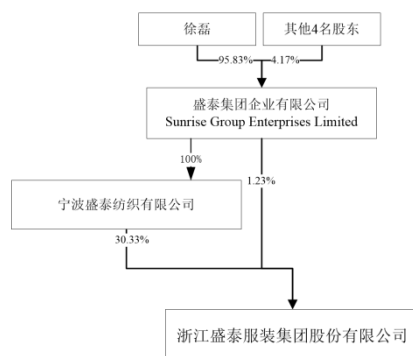 徐磊
其他4名股东
95.83%
4.17%
盛泰集团企业有限公司
Sunrise Group Enterprises Limited
100%
1.23%
宁波盛泰纺织有限公司
30.33%
浙江盛泰服装集团股份有限公司